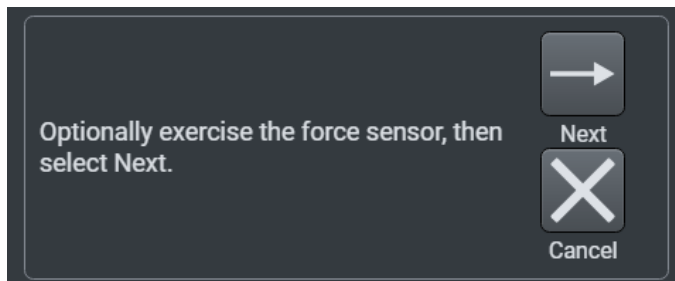 Optionally exercise the force sensor, then
select Next.
Next
Cancel